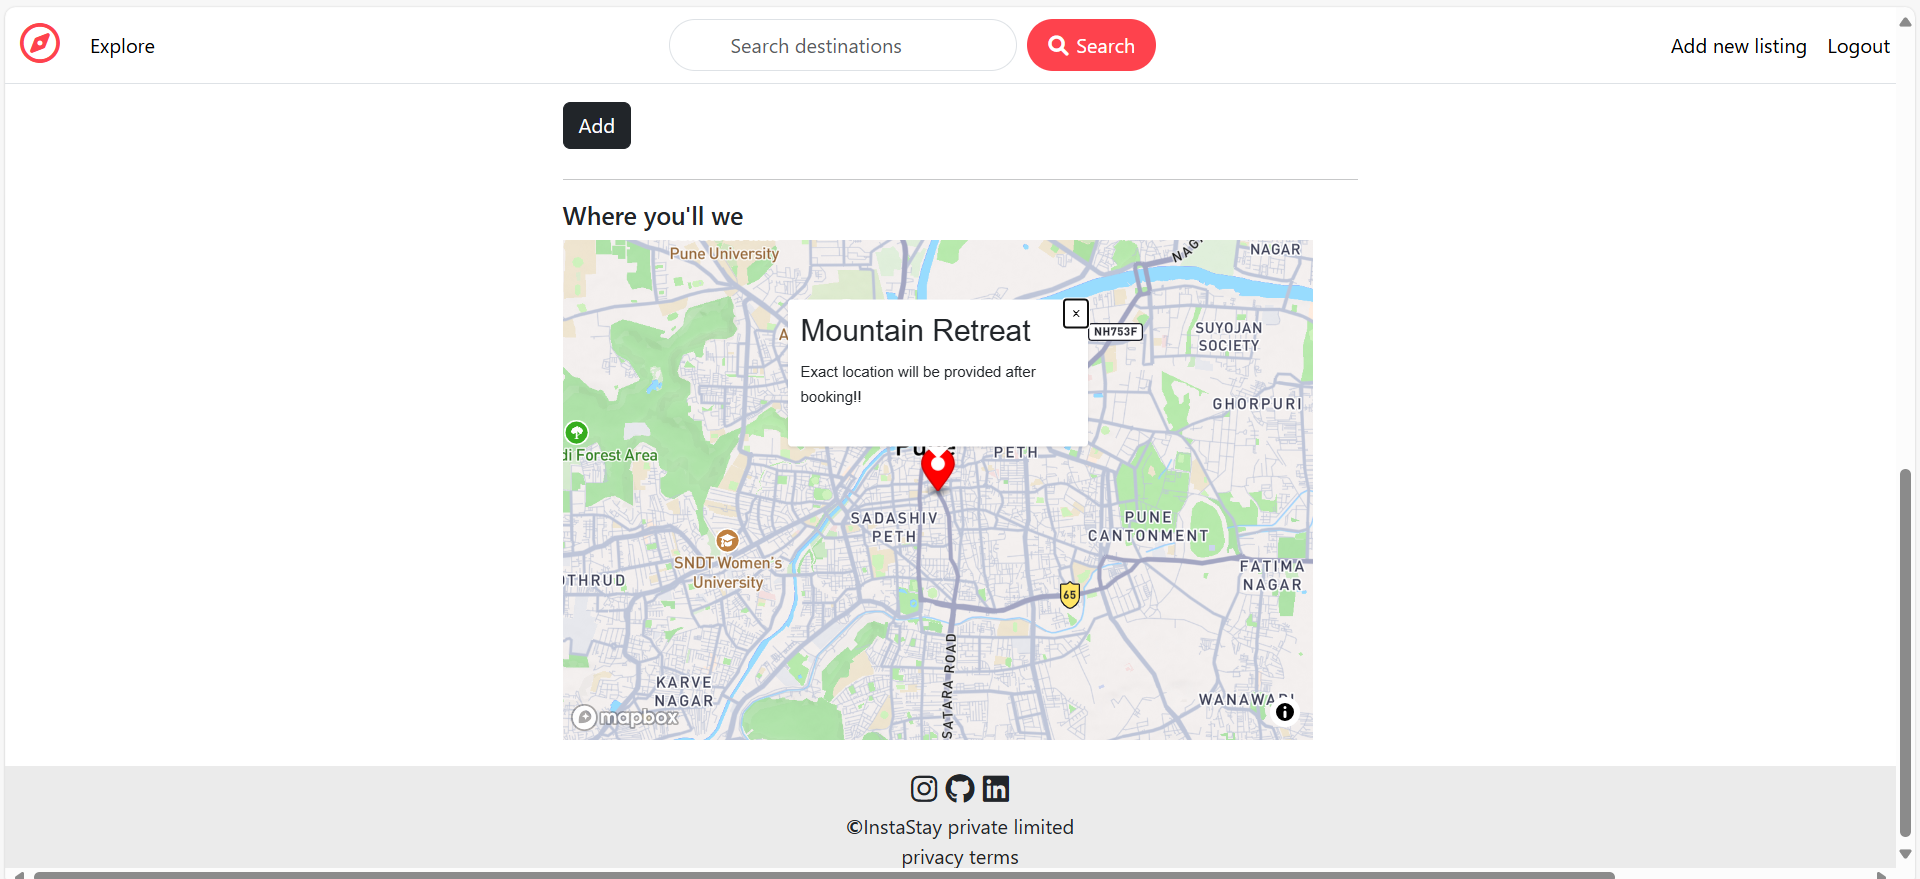 Explore
Search destinations
Search
Add new listing
Logout
Add
Where you'll we
Pune University
NAGAR
Mountain Retreat
×
NH753F
Exact location will be provided after
booking!!
SUYOJAN
SOCIETY
GHORPURI
di Forest Area
PETH
SADASHIV
PETH
PUNE
CANTONMENT
SNDT Women's
University
OTHRUD
FATIMA
NAGAR
65
SATARA ROAD
KARVE
NAGAR
WANAWA
mapbox
©InstaStay private limited
privacy terms